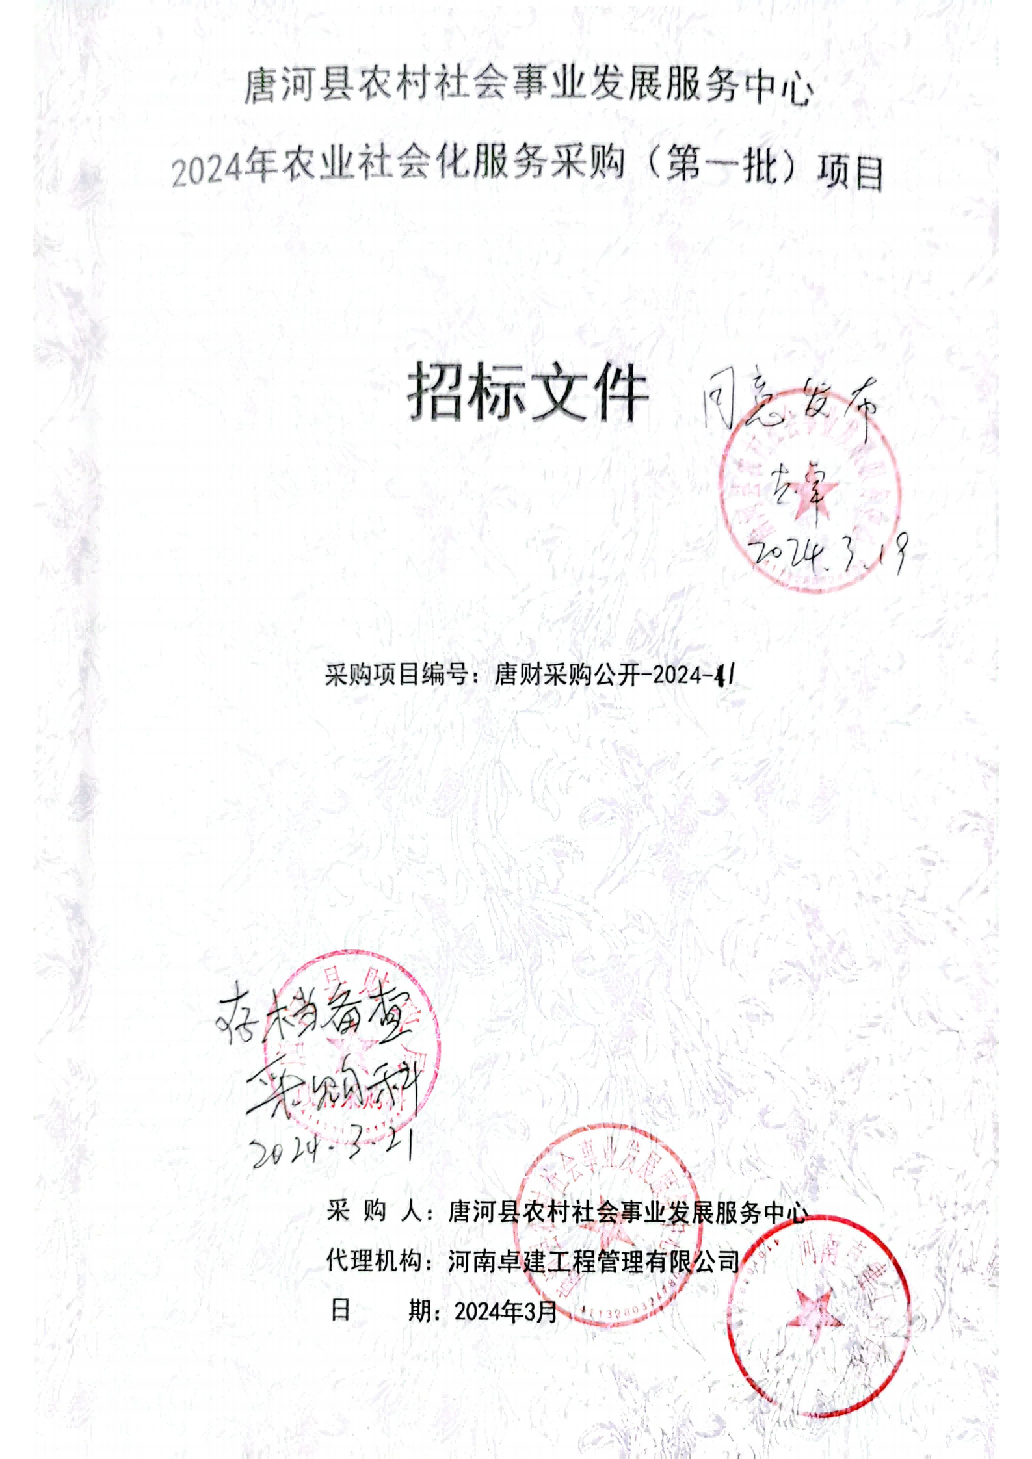 唐河县农村社会事业发展服务中心
2024年农业社会化服务采购（第一批）项目
招标文件
同意发布
2024.3.19
采购项目编号：唐财采购公开-2024-41
存档备查
采购科
2024.3.21
采 购 人：唐河县农村社会事业发展服务中心
代理机构：河南卓建工程管理有限公司
日 期：2024年3月